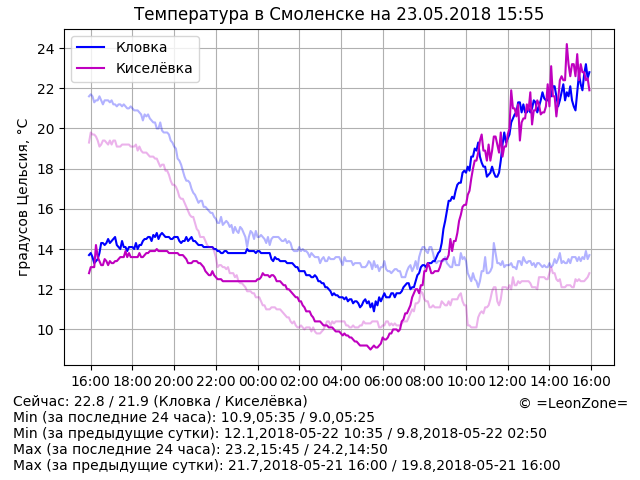 Температура в Смоленске на 23.05.2018 15:55
Кловка
Киселёвка
градусов Цельсия, °C
24
22
20
18
16
14
12
10
16:00 18:00 20:00 22:00 00:00 02:00 04:00 06:00 08:00 10:00 12:00 14:00 16:00
Сейчас: 22.8 / 21.9 (Кловка / Киселёвка)
© =LeonZone=
Min (за последние 24 часа): 10.9,05:35 / 9.0,05:25
Min (за предыдущие сутки): 12.1,2018-05-22 10:35 / 9.8,2018-05-22 02:50
Max (за последние 24 часа): 23.2,15:45 / 24.2,14:50
Max (за предыдущие сутки): 21.7,2018-05-21 16:00 / 19.8,2018-05-21 16:00